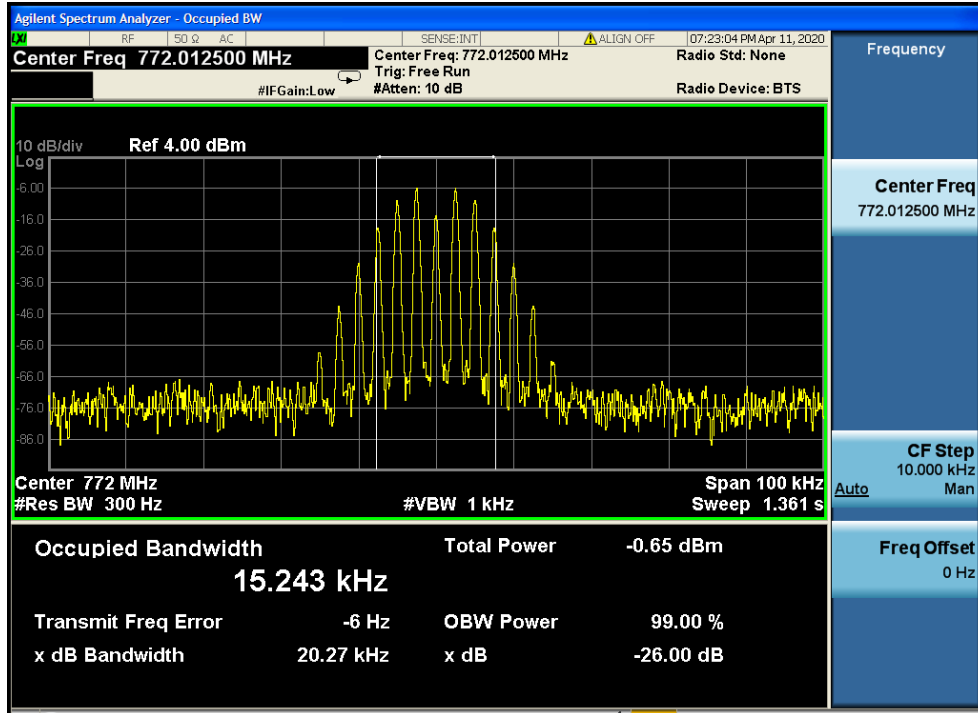 Agilent Spectrum Analyzer - Occupied BW
LXI RF 50 Ω AC SENSE:INT ALIGN OFF 07:23:04 PM Apr 11, 2020
Center Freq 772.012500 MHz
Center Freq: 772.012500 MHz
Radio Std: None
Trig: Free Run
#IFGain:Low
#Atten: 10 dB
Radio Device: BTS
10 dB/div Ref 4.00 dBm
Log
-6.00
-16.0
-26.0
-36.0
-46.0
-56.0
-66.0
-76.0
-86.0
Center 772 MHz Span 100 kHz
#Res BW 300 Hz #VBW 1 kHz Sweep 1.361 s
Occupied Bandwidth Total Power -0.65 dBm
15.243 kHz
Transmit Freq Error -6 Hz OBW Power 99.00 %
x dB Bandwidth 20.27 kHz x dB -26.00 dB
Frequency
Center Freq
772.012500 MHz
CF Step
10.000 kHz
Auto Man
Freq Offset
0 Hz